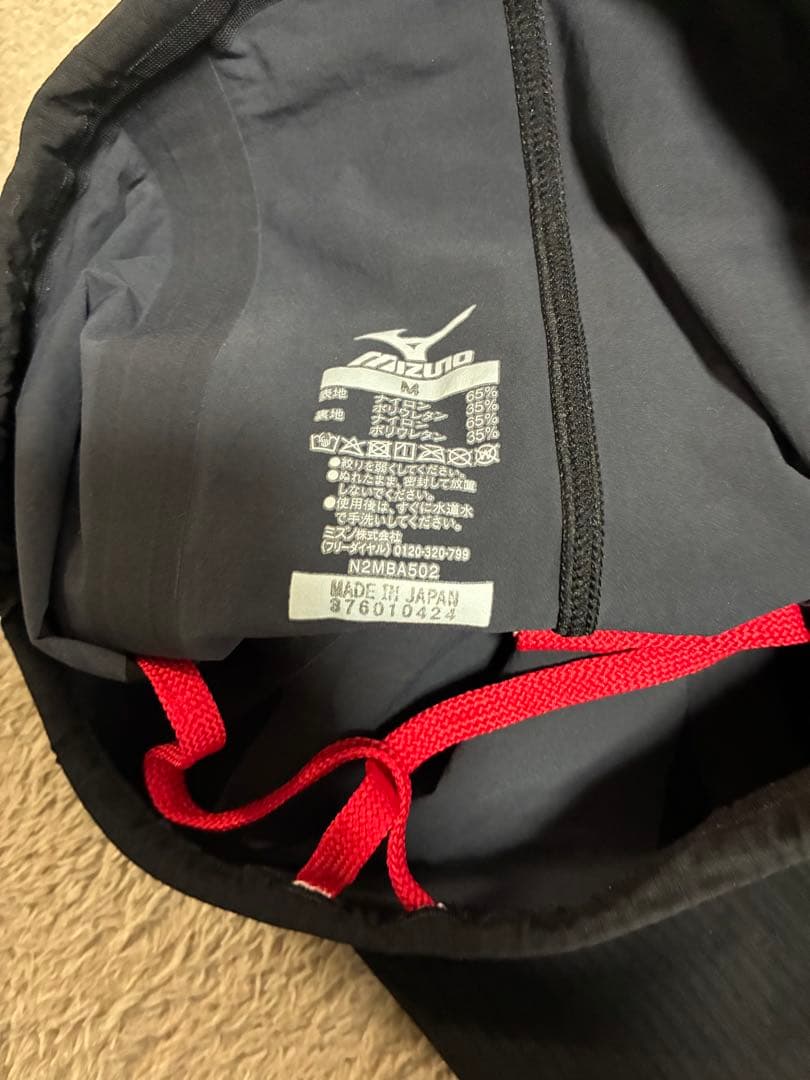 MIZUNO
M
表地 ナイロン 65%
ポリウレタン 35%
裏地 ナイロン 65%
ポリウレタン 35%
●絞りを弱くしてください。
●ぬれたまま、密封して放置
しないでください。
●使用後は、すぐに水道水
で手洗いしてください。
ミズノ株式会社
(フリーダイヤル) 0120-320-799
N2MBA502
MADE IN JAPAN
376010424